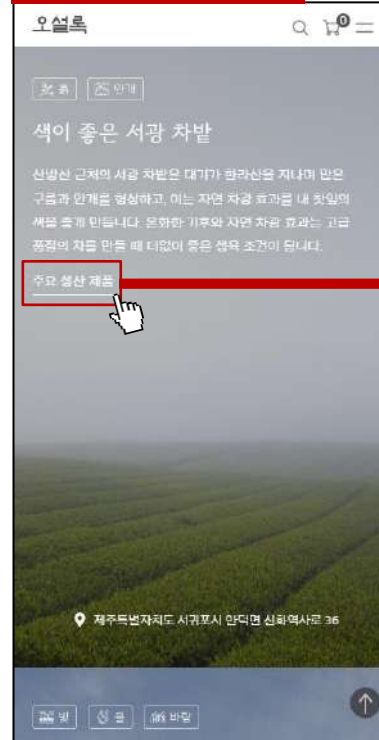 오설록
0
흙 안개
색이 좋은 서광 차밭
산방산 근처의 서광 차밭은 대기가 한라산을 지나며 많은
구름과 안개를 형성하고, 이는 자연 차광 효과를 내 찻잎의
색을 좋게 만듭니다. 온화한 기후와 자연 차광 효과는 고급
품질의 차를 만들 때 더없이 좋은 생육 조건이 됩니다.
주요 생산 제품
제주특별자치도 서귀포시 안덕면 신화역사로 36
빛 물 바람